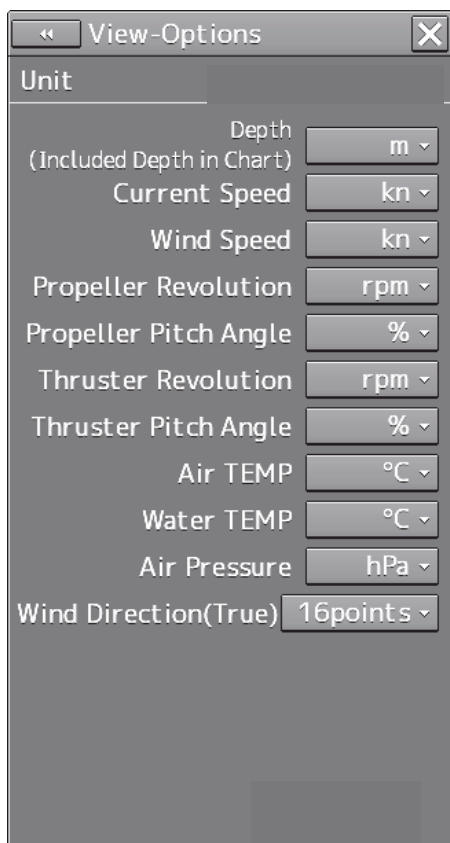 View-Options
Unit
Depth
(Included Depth in Chart) m
Current Speed kn
Wind Speed kn
Propeller Revolution rpm
Propeller Pitch Angle %
Thruster Revolution rpm
Thruster Pitch Angle %
Air TEMP °C
Water TEMP °C
Air Pressure hPa
Wind Direction(True) 16points